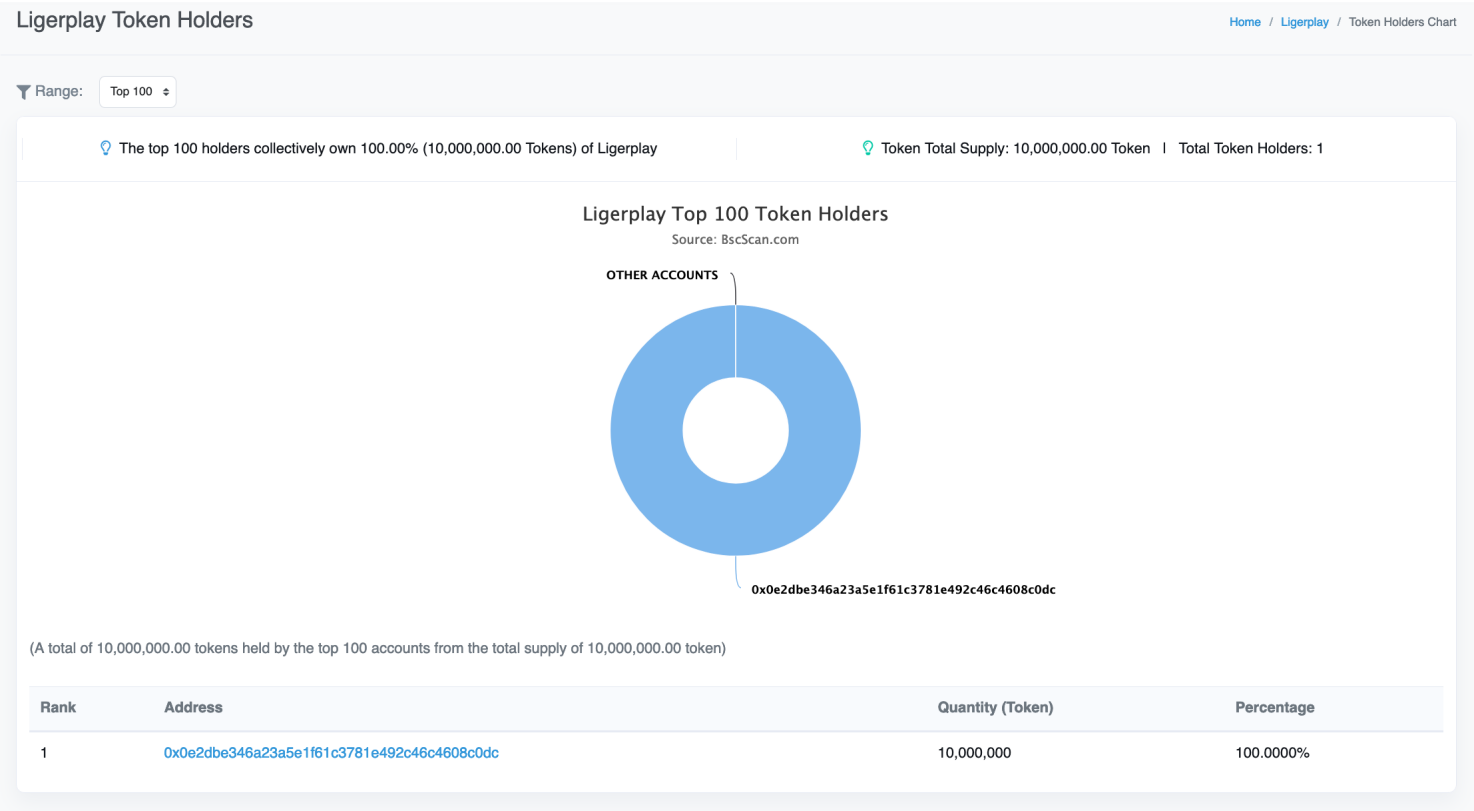 Ligerplay Token Holders
Home / Ligerplay / Token Holders Chart
Range: Top 100
The top 100 holders collectively own 100.00% (10,000,000.00 Tokens) of Ligerplay
Token Total Supply: 10,000,000.00 Token | Total Token Holders: 1
Ligerplay Top 100 Token Holders
Source: BscScan.com
OTHER ACCOUNTS
0x0e2dbe346a23a5e1f61c3781e492c46c4608c0dc
(A total of 10,000,000.00 tokens held by the top 100 accounts from the total supply of 10,000,000.00 token)
Rank Address Quantity (Token) Percentage
1 0x0e2dbe346a23a5e1f61c3781e492c46c4608c0dc 10,000,000 100.0000%